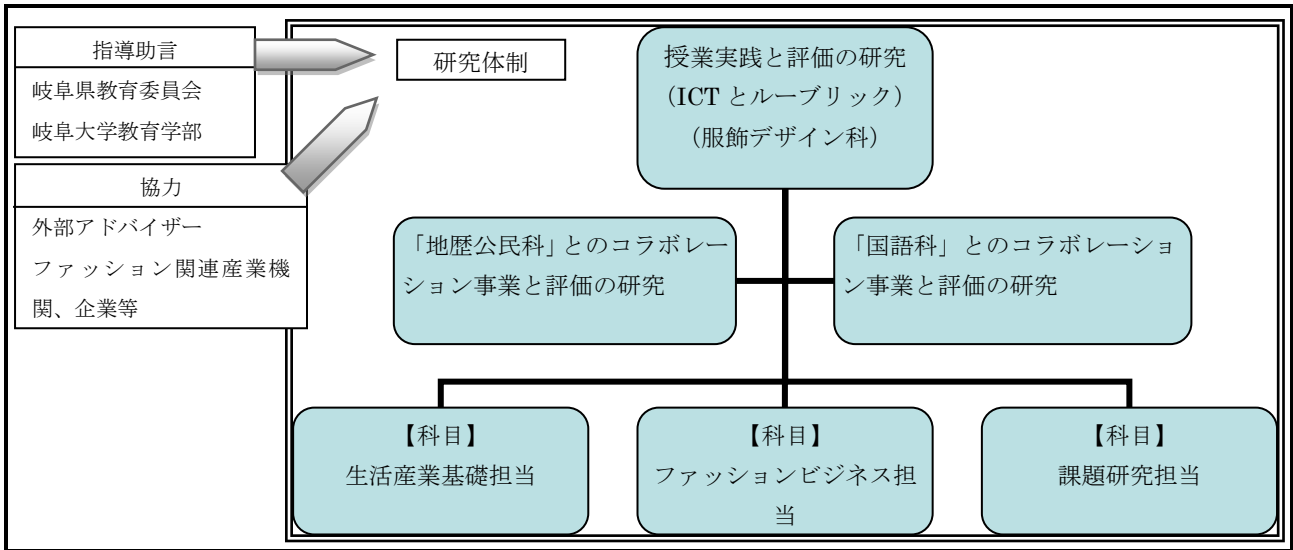 指導助言
岐阜県教育委員会
岐阜大学教育学部
協力
外部アドバイザー
ファッション関連産業機
関、企業等
研究体制
授業実践と評価の研究
（ICTとルーブリック）
（服飾デザイン科）
「地歴公民科」とのコラボレー
ション事業と評価の研究
「国語科」とのコラボレーショ
ン事業と評価の研究
【科目】
生活産業基礎担当
【科目】
ファッションビジネス担
当
【科目】
課題研究担当